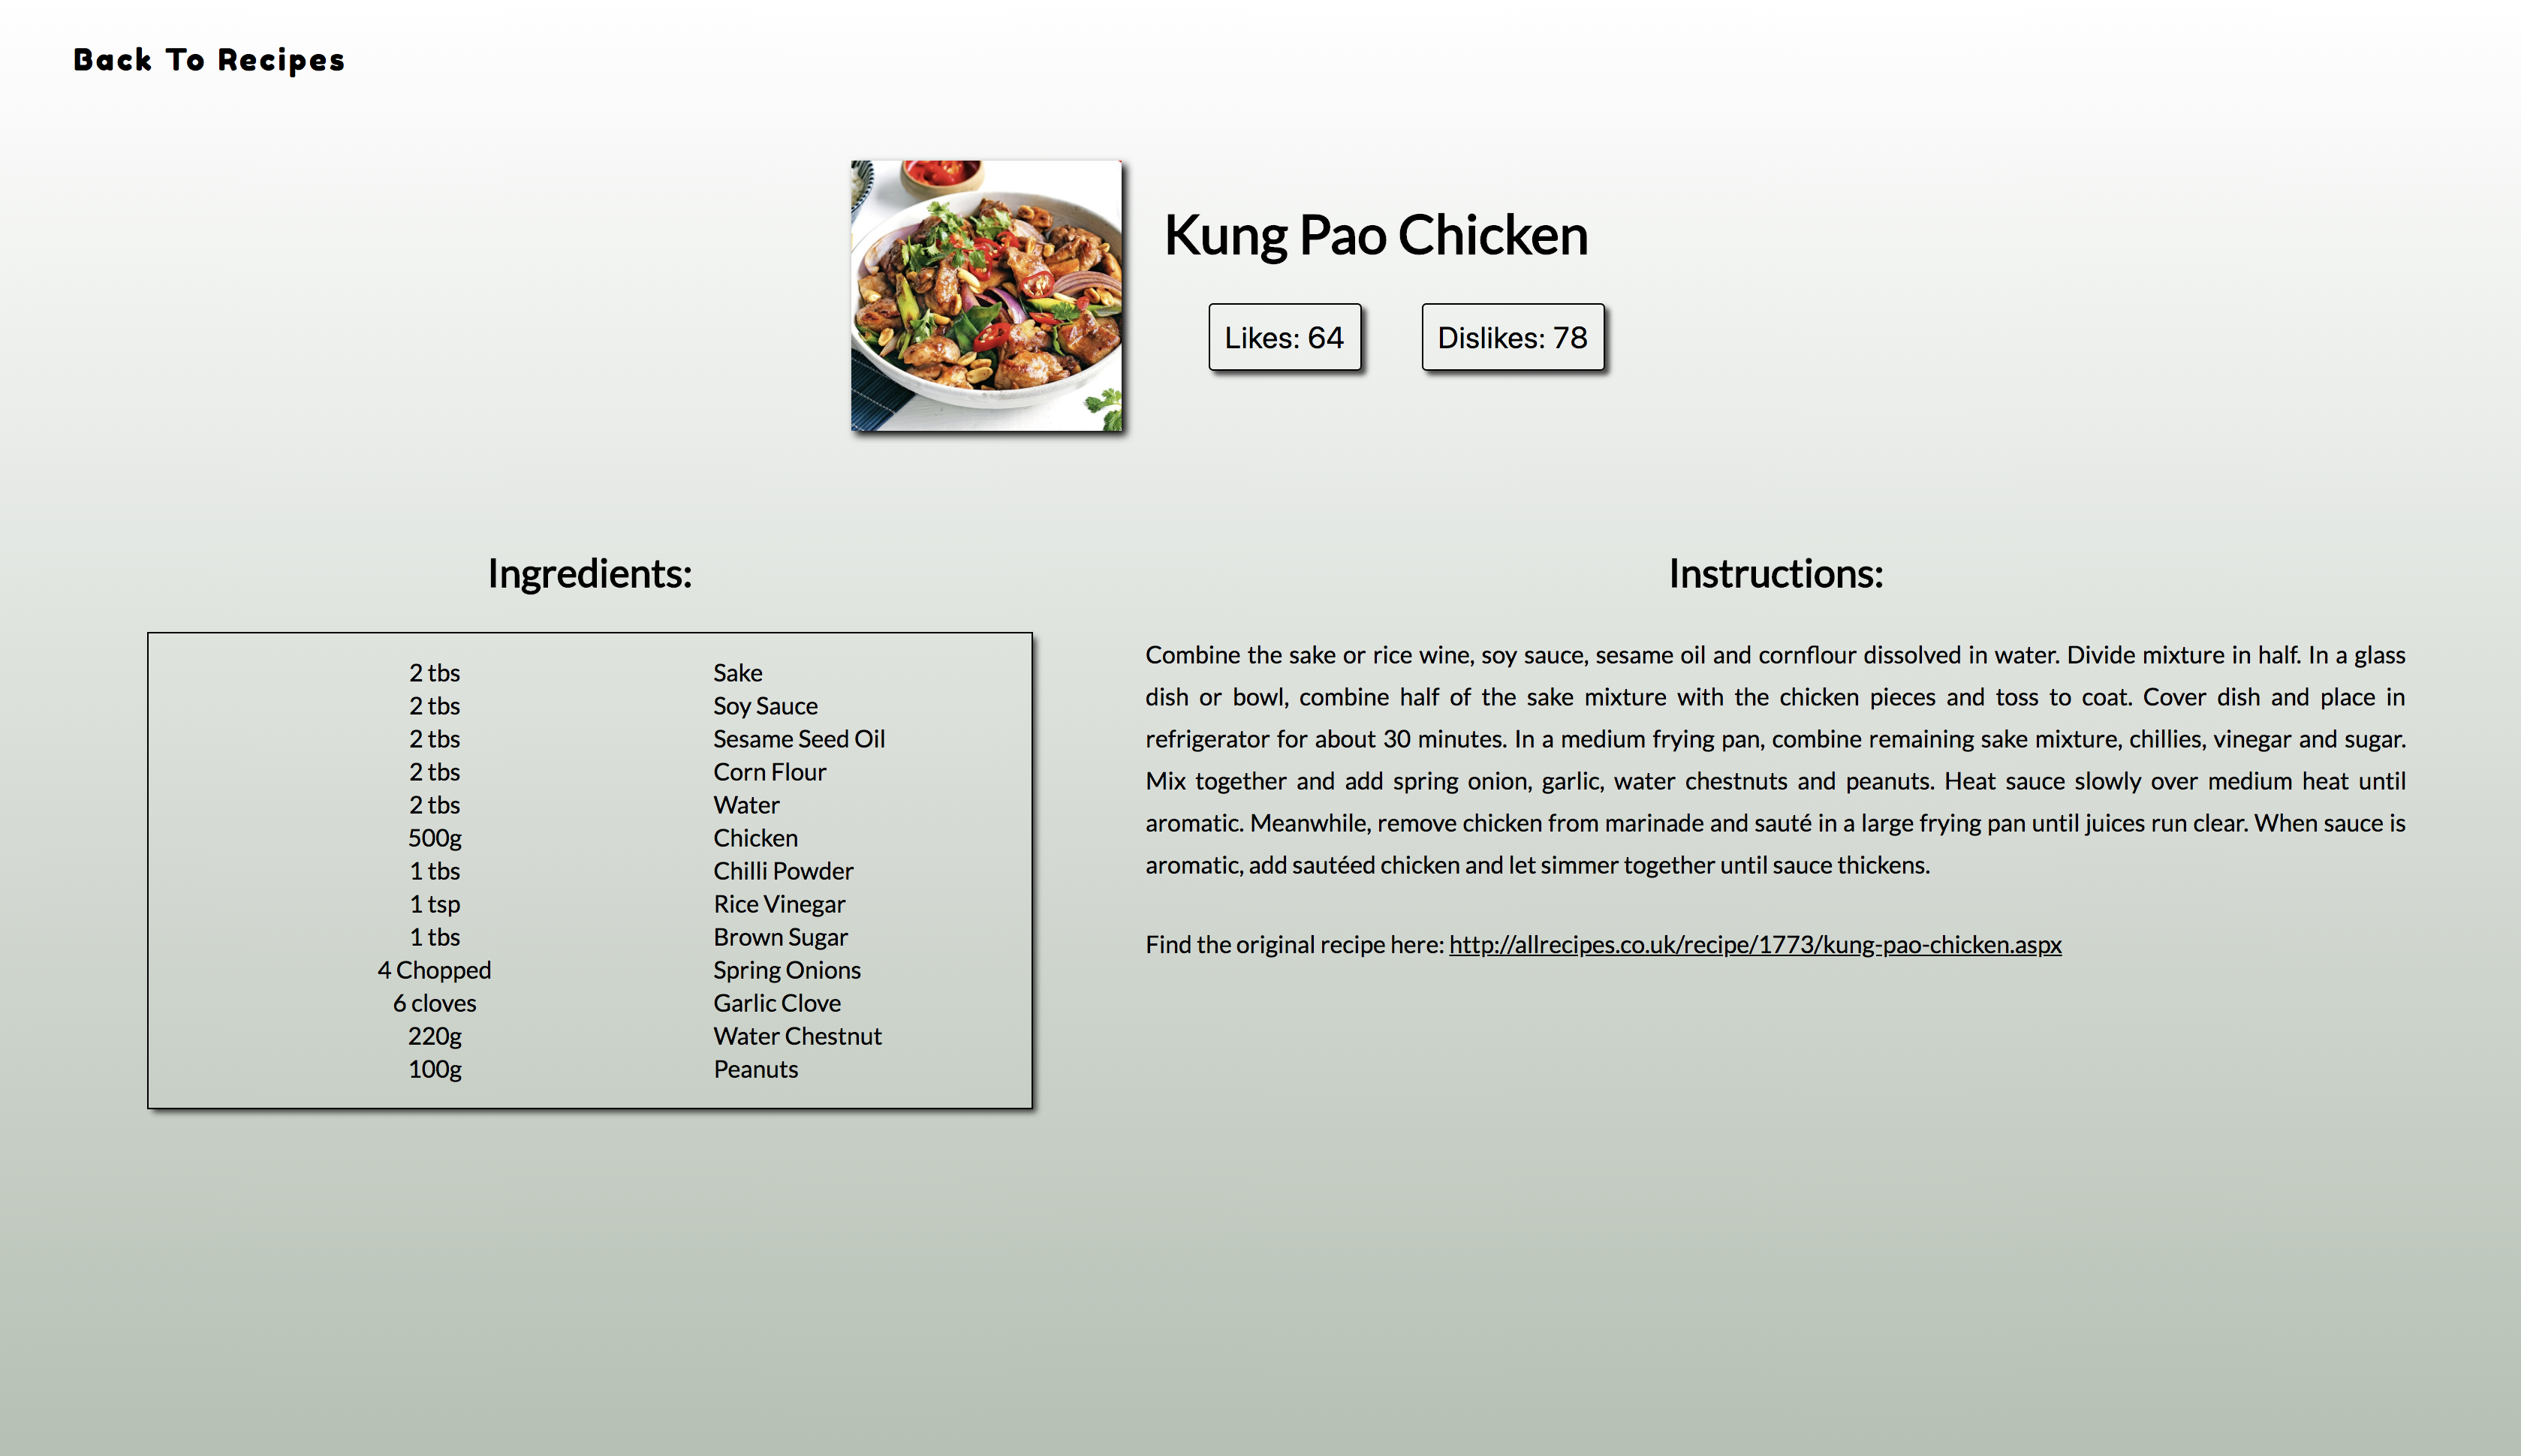 Back To Recipes
Kung Pao Chicken
Likes: 64
Dislikes: 78
Ingredients:
2 tbs Sake
2 tbs Soy Sauce
2 tbs Sesame Seed Oil
2 tbs Corn Flour
2 tbs Water
500g Chicken
1 tbs Chilli Powder
1 tsp Rice Vinegar
1 tbs Brown Sugar
4 Chopped Spring Onions
6 cloves Garlic Clove
220g Water Chestnut
100g Peanuts
Instructions:
Combine the sake or rice wine, soy sauce, sesame oil and cornflour dissolved in water. Divide mixture in half. In a glass
dish or bowl, combine half of the sake mixture with the chicken pieces and toss to coat. Cover dish and place in
refrigerator for about 30 minutes. In a medium frying pan, combine remaining sake mixture, chillies, vinegar and sugar.
Mix together and add spring onion, garlic, water chestnuts and peanuts. Heat sauce slowly over medium heat until
aromatic. Meanwhile, remove chicken from marinade and sauté in a large frying pan until juices run clear. When sauce is
aromatic, add sautéed chicken and let simmer together until sauce thickens.
Find the original recipe here: http://allrecipes.co.uk/recipe/1773/kung-pao-chicken.aspx